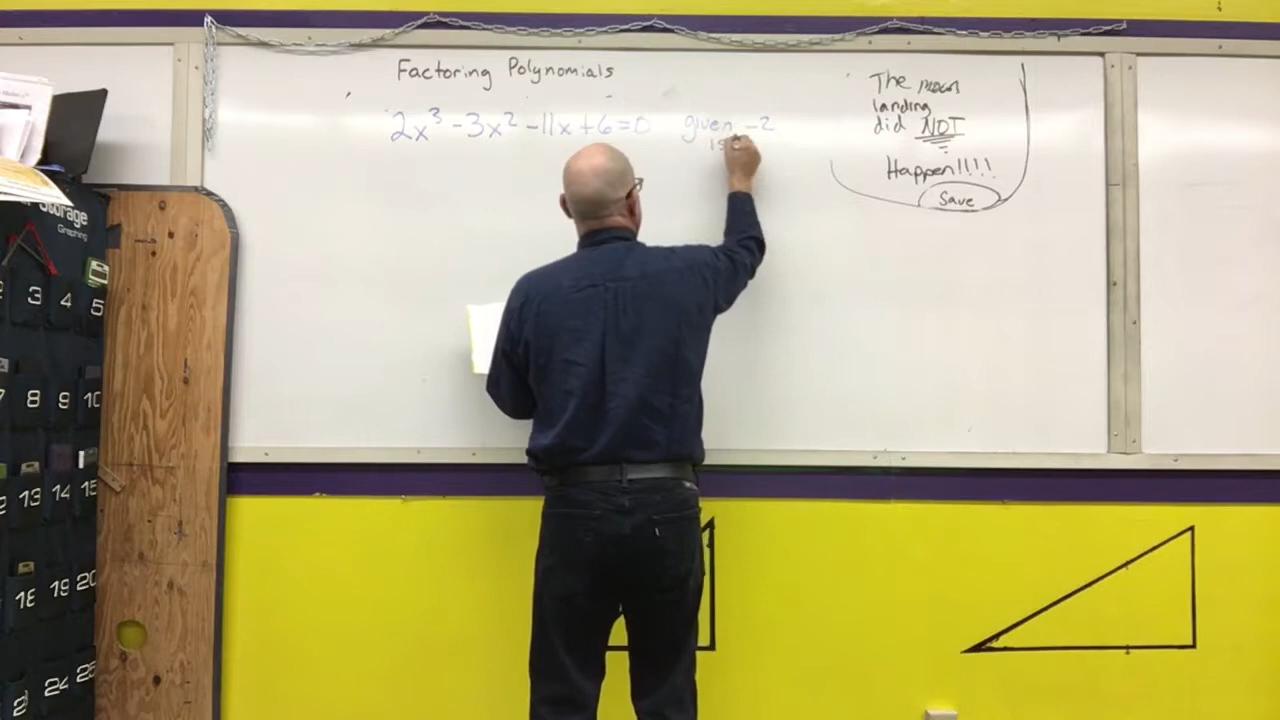 Factoring Polynomials
2x³ - 3x² - 11x + 6 = 0 given -2
is
The moon
landing
did NOT
Happen!!!!
Save
Storage
Graphing
3 4 5
8 9 10
13 14 15
18 19 20
24 25